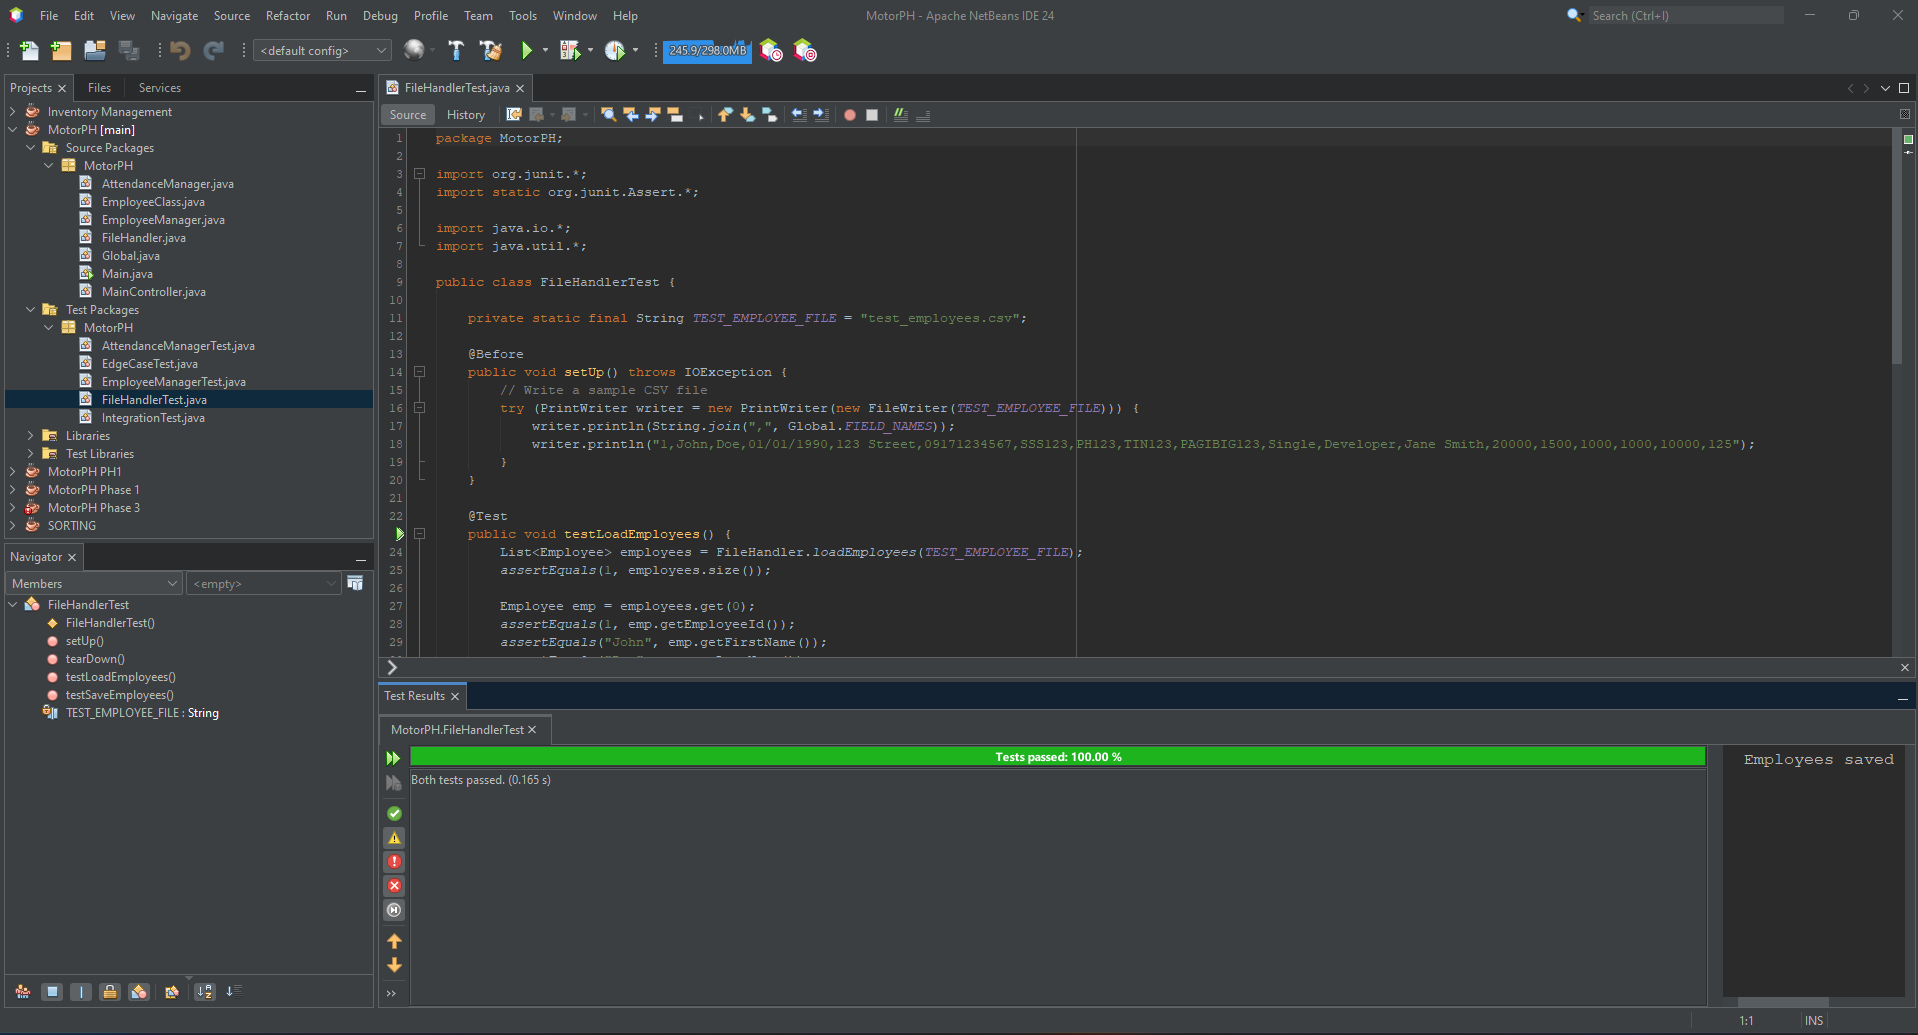 File Edit View Navigate Source Refactor Run Debug Profile Team Tools Window Help
MotorPH - Apache NetBeans IDE 24
Search (Ctrl+I)
<default config>
245.9/298.0MB
Projects Files Services
Inventory Management
MotorPH [main]
Source Packages
MotorPH
AttendanceManager.java
EmployeeClass.java
EmployeeManager.java
FileHandler.java
Global.java
Main.java
MainController.java
Test Packages
MotorPH
AttendanceManagerTest.java
EdgeCaseTest.java
EmployeeManagerTest.java
FileHandlerTest.java
IntegrationTest.java
Libraries
Test Libraries
MotorPH PH1
MotorPH Phase 1
MotorPH Phase 3
SORTING
Navigator
Members <empty>
FileHandlerTest
FileHandlerTest()
setUp()
tearDown()
testLoadEmployees()
testSaveEmployees()
TEST_EMPLOYEE_FILE : String
FileHandlerTest.java
Source History
1 package MotorPH;
2
3 import org.junit.*;
4 import static org.junit.Assert.*;
5
6 import java.io.*;
7 import java.util.*;
8
9 public class FileHandlerTest {
10
11 private static final String TEST_EMPLOYEE_FILE = "test_employees.csv";
12
13 @Before
14 public void setUp() throws IOException {
15 // Write a sample CSV file
16 try (PrintWriter writer = new PrintWriter(new FileWriter(TEST_EMPLOYEE_FILE))) {
17 writer.println(String.join(",", Global.FIELD_NAMES));
18 writer.println("1,John,Doe,01/01/1990,123 Street,09171234567,SSS123,PH123,TIN123,PAGIBIG123,Single,Developer,Jane Smith,20000,1500,1000,1000,10000,125");
19 }
20 }
21
22 @Test
public void testLoadEmployees() {
24 List<Employee> employees = FileHandler.loadEmployees(TEST_EMPLOYEE_FILE);
25 assertEquals(1, employees.size());
26
27 Employee emp = employees.get(0);
28 assertEquals(1, emp.getEmployeeId());
29 assertEquals("John", emp.getFirstName());
Test Results
MotorPH.FileHandlerTest
Tests passed: 100.00 %
Both tests passed. (0.165 s)
Employees saved
1:1 INS